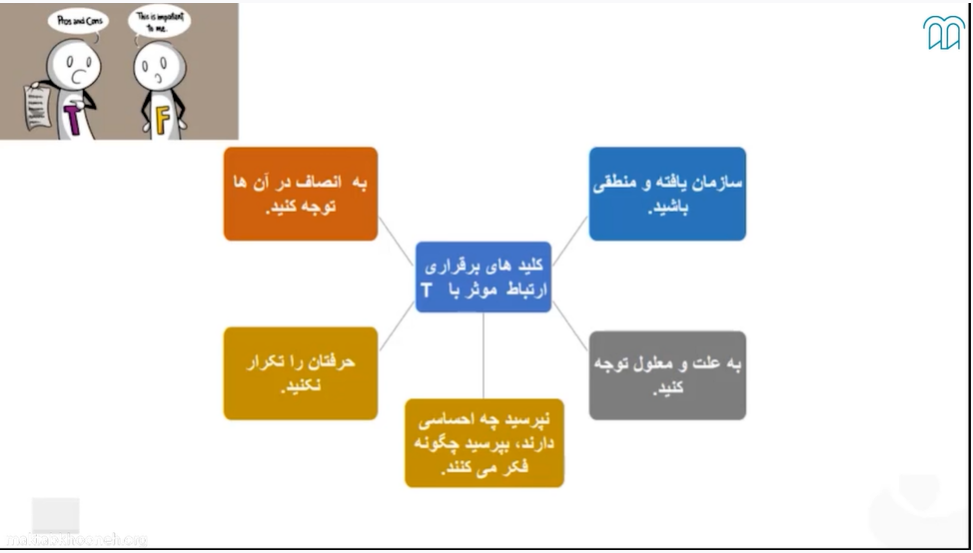 Pros and Cons
This is important
to me.
T
F
سازمان یافته و منطقی
باشید.
به انصاف در آن ها
توجه کنید.
کلید های برقراری
ارتباط موثر با T
به علت و معلول توجه
کنید.
حرفتان را تکرار
نکنید.
نپرسید چه احساسی
دارند، بپرسید چگونه
فکر می کنند.
maktabkhooneh.org